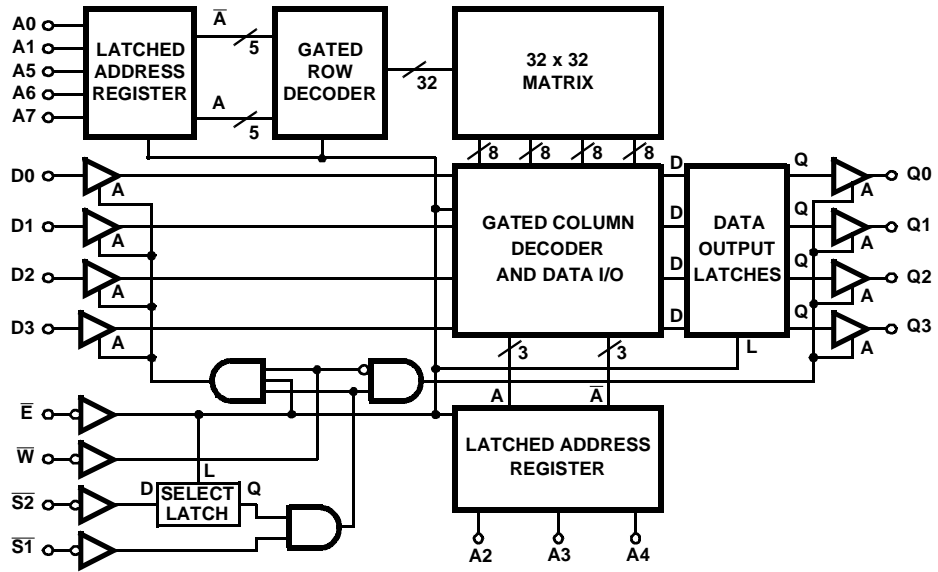 A0
A1
A5
A6
A7
LATCHED
ADDRESS
REGISTER
A̅
5
A
5
GATED
ROW
DECODER
32
32 x 32
MATRIX
8
8
8
8
D0
A
D1
A
D2
A
D3
A
GATED COLUMN
DECODER
AND DATA I/O
D
D
D
D
DATA
OUTPUT
LATCHES
Q
Q
Q
Q
A
Q0
A
Q1
A
Q2
A
Q3
3
3
L
A
A̅
E̅
W̅
S̅2̅
S̅1̅
L
D
SELECT
LATCH
Q
LATCHED ADDRESS
REGISTER
A2
A3
A4